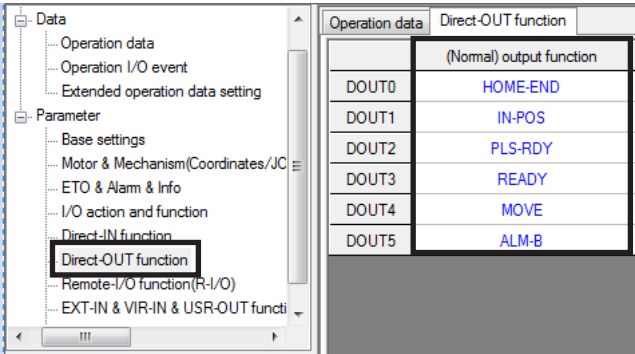 Data
Operation data
Operation I/O event
Extended operation data setting
Parameter
Base settings
Motor & Mechanism(Coordinates/JO
ETO & Alarm & Info
I/O action and function
Direct-IN function
Direct-OUT function
Remote-I/O function(R-I/O)
EXT-IN & VIR-IN & USR-OUT functi
Operation data Direct-OUT function
(Normal) output function
DOUT0 HOME-END
DOUT1 IN-POS
DOUT2 PLS-RDY
DOUT3 READY
DOUT4 MOVE
DOUT5 ALM-B